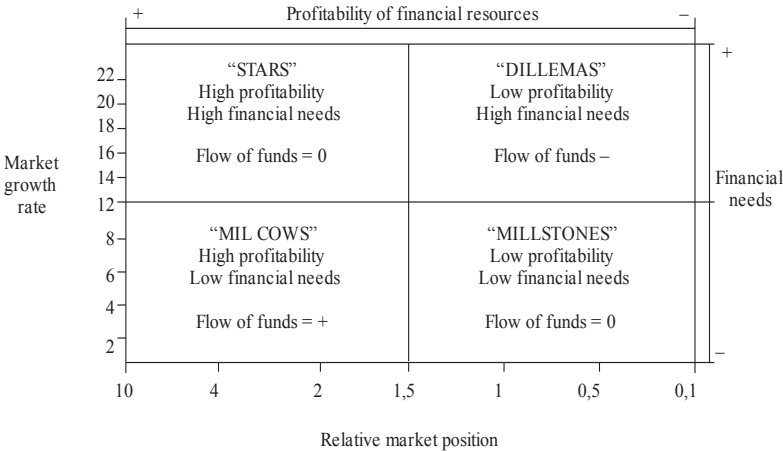 + Profitability of financial resources –
+
22
20
18
16
14
12
8
6
4
2
Market
growth
rate
“STARS”
High profitability
High financial needs
Flow of funds = 0
“DILLEMAS”
Low profitability
High financial needs
Flow of funds –
Financial
needs
“MIL COWS”
High profitability
Low financial needs
Flow of funds = +
“MILLSTONES”
Low profitability
Low financial needs
Flow of funds = 0
–
10 4 2 1,5 1 0,5 0,1
Relative market position